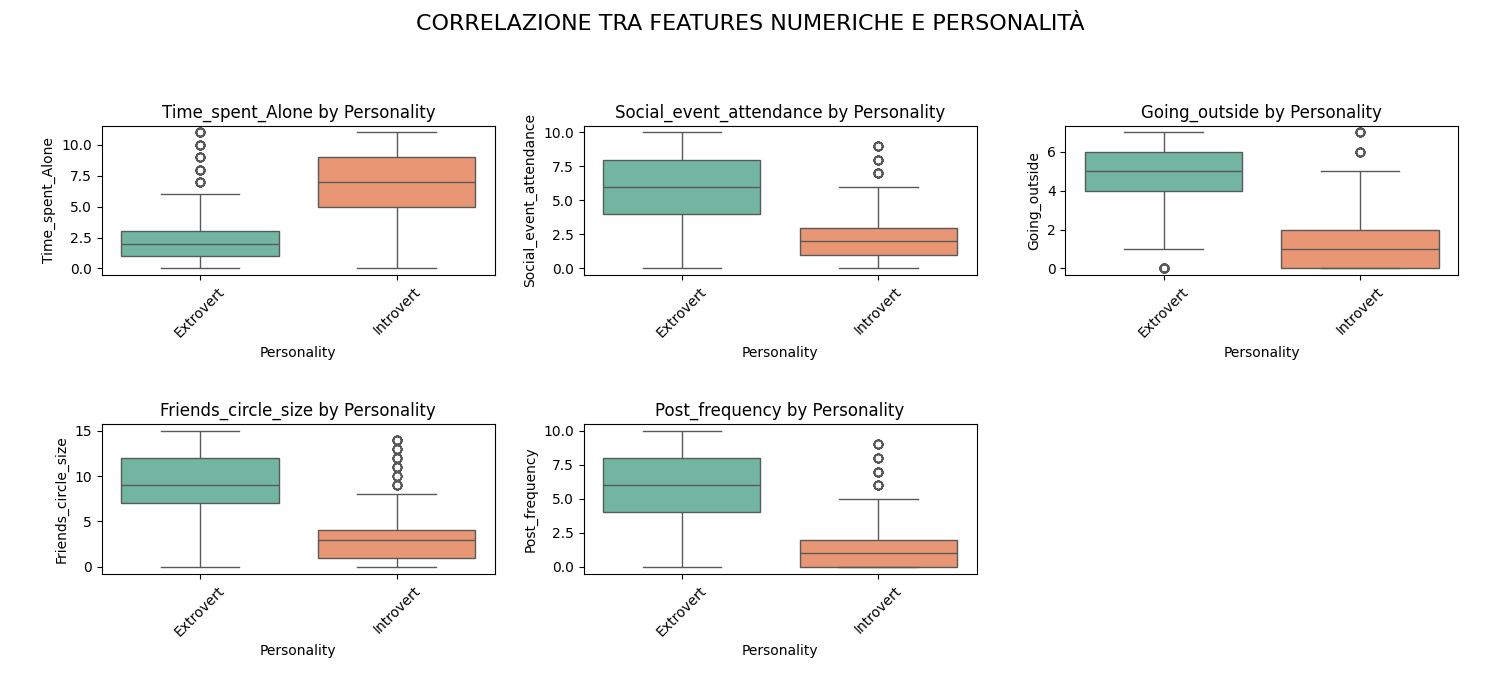 CORRELAZIONE TRA FEATURES NUMERICHE E PERSONALITÀ
Time_spent_Alone by Personality
Time_spent_Alone
10.0
7.5
5.0
2.5
0.0
Extrovert
Introvert
Personality
Social_event_attendance by Personality
Social_event_attendance
10.0
7.5
5.0
2.5
0.0
Extrovert
Introvert
Personality
Going_outside by Personality
Going_outside
6
4
2
0
Extrovert
Introvert
Personality
Friends_circle_size by Personality
Friends_circle_size
15
10
5
0
Extrovert
Introvert
Personality
Post_frequency by Personality
Post_frequency
10.0
7.5
5.0
2.5
0.0
Extrovert
Introvert
Personality